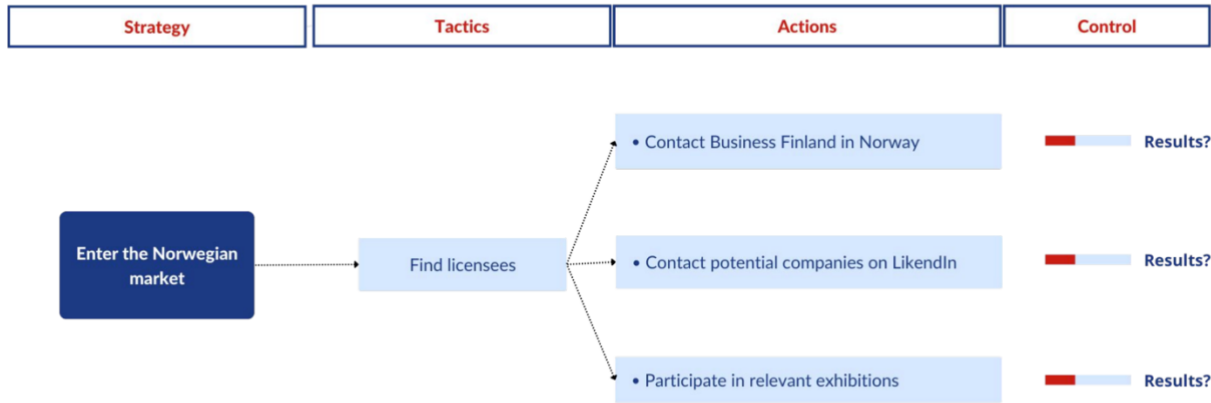 Strategy
Tactics
Actions
Control
• Contact Business Finland in Norway
Results?
Enter the Norwegian
market
Find licensees
• Contact potential companies on LikendIn
Results?
• Participate in relevant exhibitions
Results?